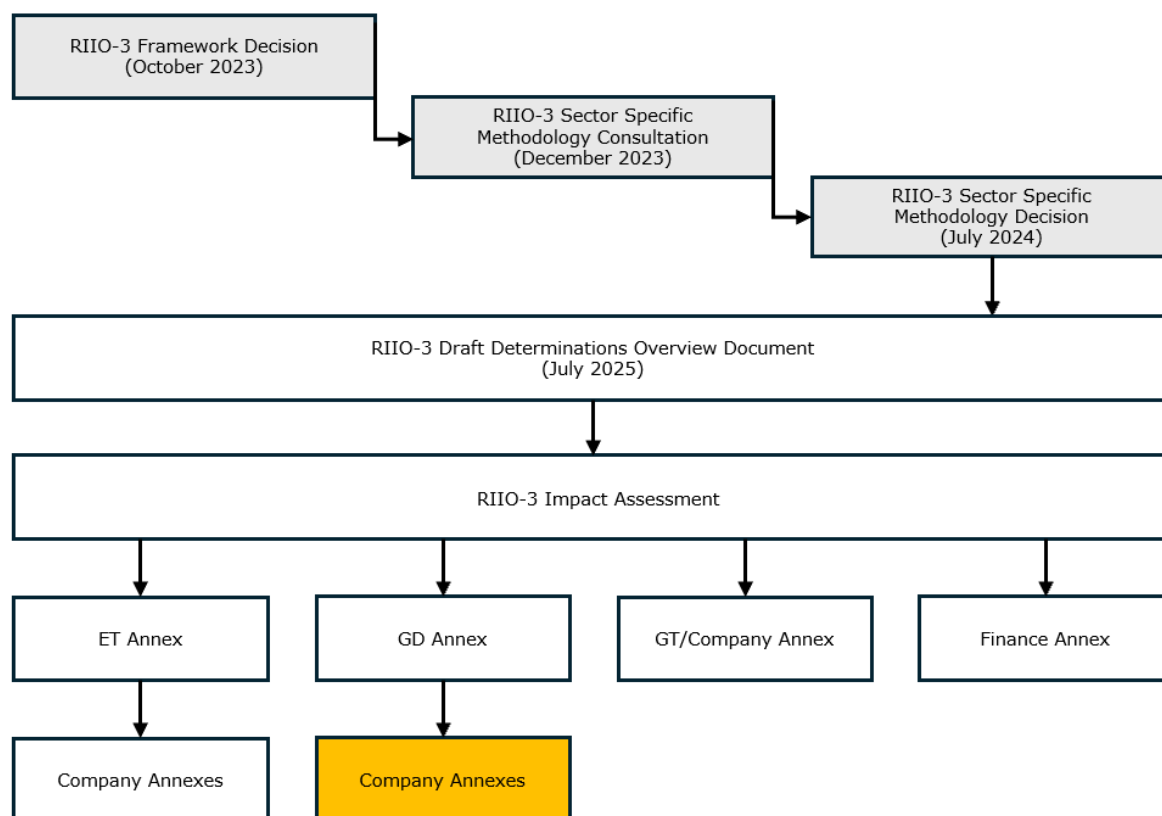 RIIO-3 Framework Decision
(October 2023)
RIIO-3 Sector Specific
Methodology Consultation
(December 2023)
RIIO-3 Sector Specific
Methodology Decision
(July 2024)
RIIO-3 Draft Determinations Overview Document
(July 2025)
RIIO-3 Impact Assessment
ET Annex
GD Annex
GT/Company Annex
Finance Annex
Company Annexes
Company Annexes